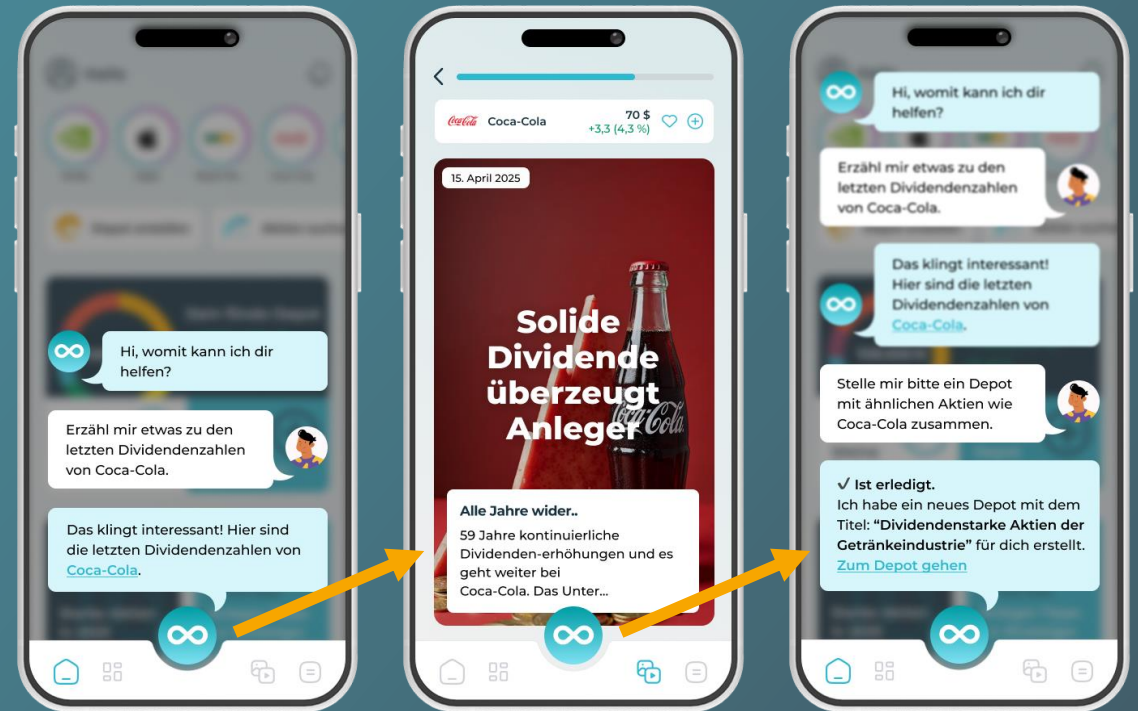 Hi, womit kann ich dir
helfen?
Erzähl mir etwas zu den
letzten Dividendenzahlen
von Coca-Cola.
Das klingt interessant! Hier sind
die letzten Dividendenzahlen von
Coca-Cola.
Coca-Cola Coca-Cola 70 $
+3,3 (4,3 %)
15. April 2025
Solide
Dividende
überzeugt
Anleger
Coca-Cola
Alle Jahre wider..
59 Jahre kontinuierliche
Dividenden-erhöhungen und es
geht weiter bei
Coca-Cola. Das Unter...
Hi, womit kann ich dir
helfen?
Erzähl mir etwas zu den
letzten Dividendenzahlen
von Coca-Cola.
Das klingt interessant!
Hier sind die letzten
Dividendenzahlen von
Coca-Cola.
Stelle mir bitte ein Depot
mit ähnlichen Aktien wie
Coca-Cola zusammen.
✓ Ist erledigt.
Ich habe ein neues Depot mit dem
Titel: “Dividendenstarke Aktien der
Getränkeindustrie” für dich erstellt.
Zum Depot gehen